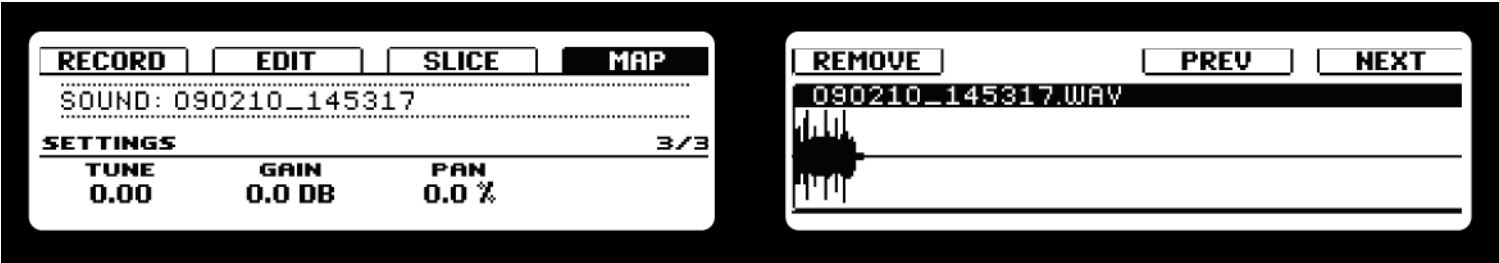 RECORD EDIT SLICE MAP
SOUND: 090210_145317
SETTINGS 3/3
TUNE GAIN PAN
0.00 0.0 DB 0.0 %
REMOVE PREV NEXT
090210_145317.WAV